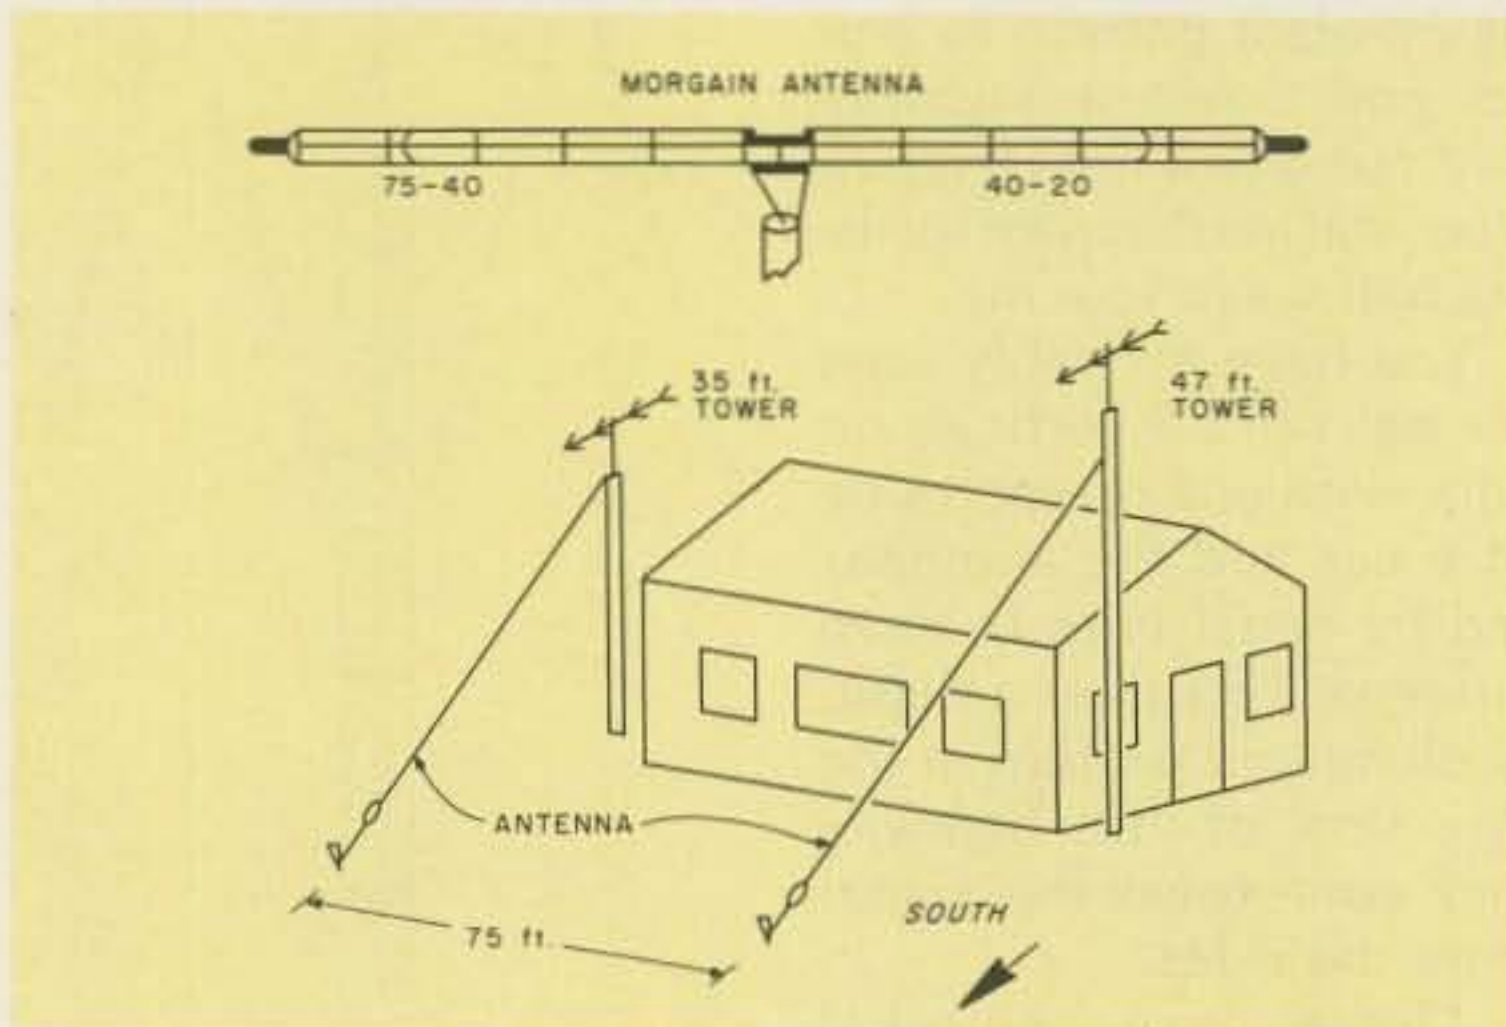 MORGAIN ANTENNA
75-40
40-20
35 ft.
TOWER
47 ft.
TOWER
ANTENNA
SOUTH
75 ft.